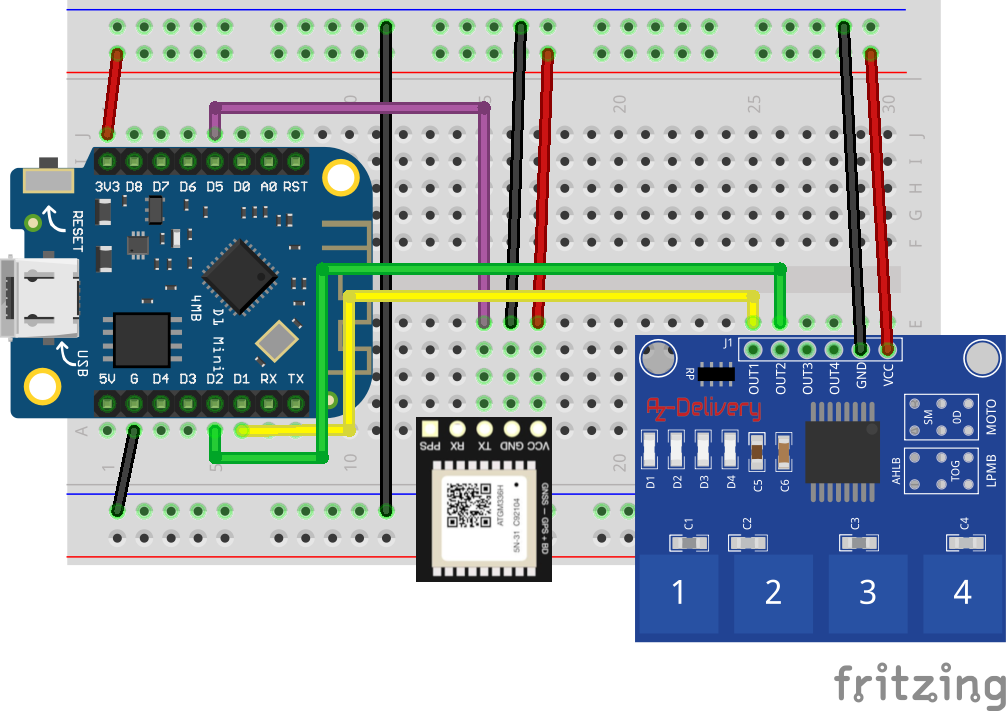 10
15
20
25
30
J
J
I
I
H
G
F
E
A
1
5
10
20
3V3 D8 D7 D6 D5 D0 A0 RST
RESET
4MB
D1 Mini
USB
5V G D4 D3 D2 D1 RX TX
PPS RX TX GND VCC
ATGM336H
5N-31 C92104
GNSS - GPS + BD
J1
RP
OUT1 OUT2 OUT3 OUT4 GND VCC
AZ-Delivery
SM OD MOTO
AHLB TOG LPMB
D1 D2 D3 D4 C5 C6
C1 C2 C3 C4
1 2 3 4
fritzing